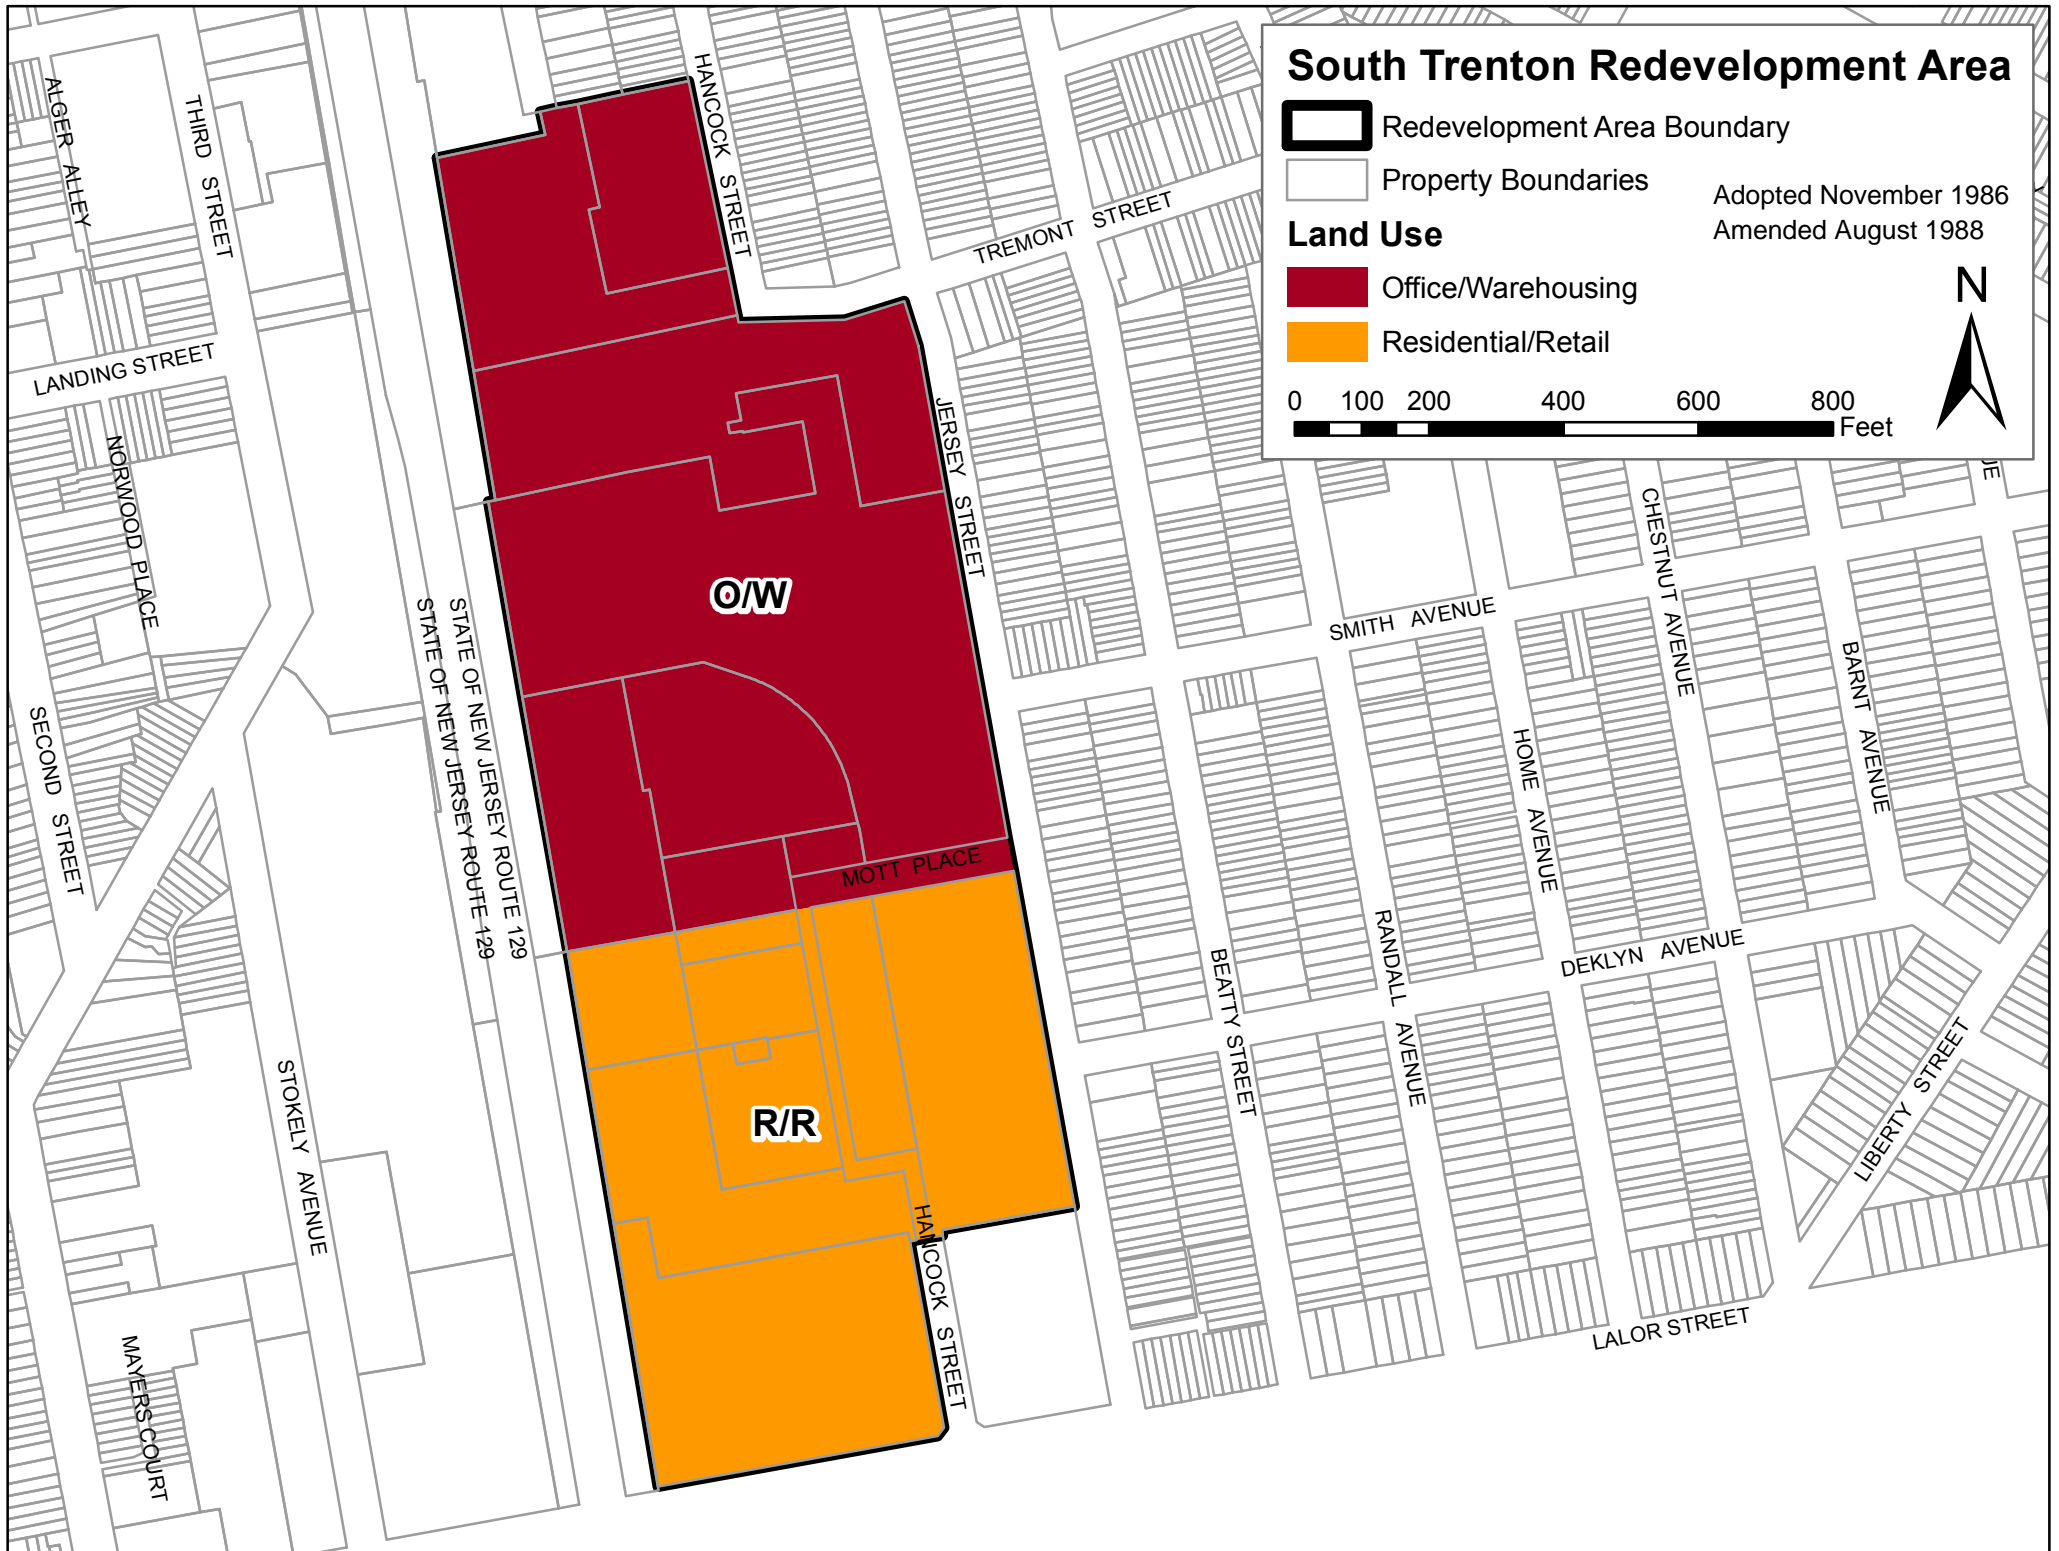 South Trenton Redevelopment Area
Redevelopment Area Boundary
Property Boundaries
Adopted November 1986
Amended August 1988
Land Use
Office/Warehousing
Residential/Retail
N
0 100 200 400 600 800
Feet
ALGER ALLEY
THIRD STREET
HANCOCK STREET
TREMONT STREET
LANDING STREET
NORWOOD PLACE
JERSEY STREET
UE
CHESTNUT AVENUE
O/W
SMITH AVENUE
STATE OF NEW JERSEY ROUTE 129
STATE OF NEW JERSEY ROUTE 129
BARNT AVENUE
SECOND STREET
HOME AVENUE
MOTT PLACE
RANDALL AVENUE
DEKLYN AVENUE
BEATTY STREET
LIBERTY STREET
STOKELY AVENUE
R/R
HANCOCK STREET
LALOR STREET
MAYERS COURT